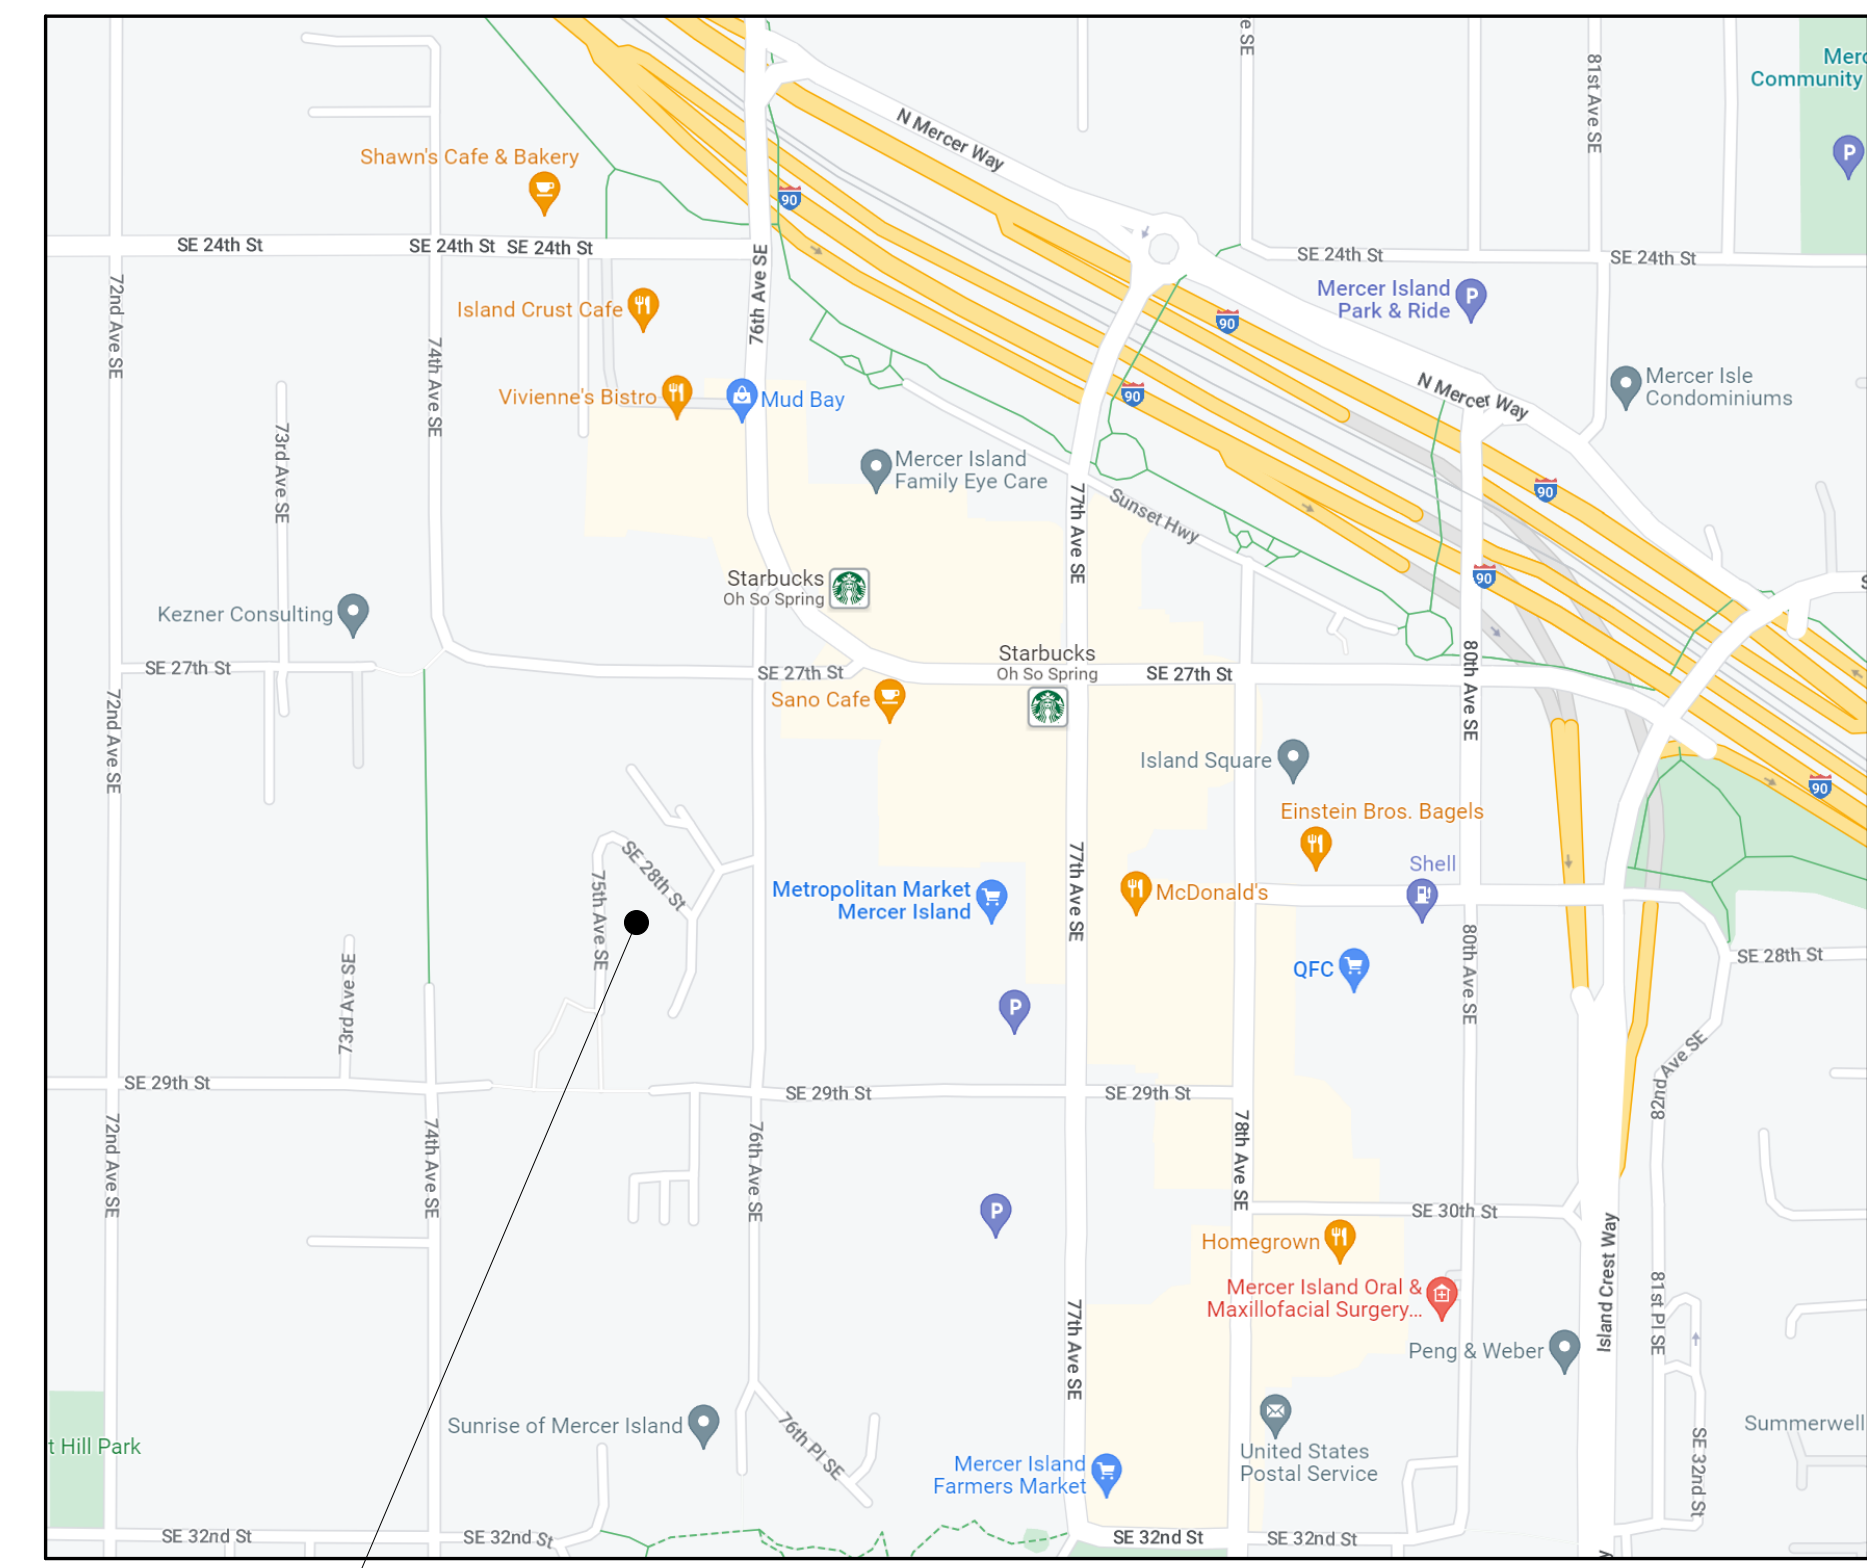 e SE
Merc
Community
81st Ave SE
P
N Mercer Way
Shawn's Cafe & Bakery
90
SE 24th St
SE 24th St
SE 24th St
SE 24th St
SE 24th St
72nd Ave SE
76th Ave SE
Mercer Island
Park & Ride
P
Island Crust Cafe
90
74th Ave SE
Vivienne's Bistro
Mud Bay
90
N Mercer Way
Mercer Isle
Condominiums
73rd Ave SE
Mercer Island
Family Eye Care
77th Ave SE
Sunset Hwy
90
Starbucks
Oh So Spring
90
Kezner Consulting
S
SE 27th St
SE 27th St
Starbucks
Oh So Spring
SE 27th St
80th Ave SE
72nd Ave SE
Sano Cafe
Island Square
90
Einstein Bros. Bagels
SE 28th St
75th Ave SE
77th Ave SE
Shell
Metropolitan Market
Mercer Island
McDonald's
73rd Ave SE
80th Ave SE
QFC
SE 28th St
P
82nd Ave SE
SE 29th St
SE 29th St
SE 29th St
72nd Ave SE
74th Ave SE
76th Ave SE
78th Ave SE
P
SE 30th St
Homegrown
Island Crest Way
Mercer Island Oral &
Maxillofacial Surgery...
81st Pl SE
77th Ave SE
Peng & Weber
Sunrise of Mercer Island
76th Pl SE
t Hill Park
United States
Postal Service
Summerwell
SE 32nd St
Mercer Island
Farmers Market
SE 32nd St
SE 32nd St
SE 32nd St
SE 32nd St
y